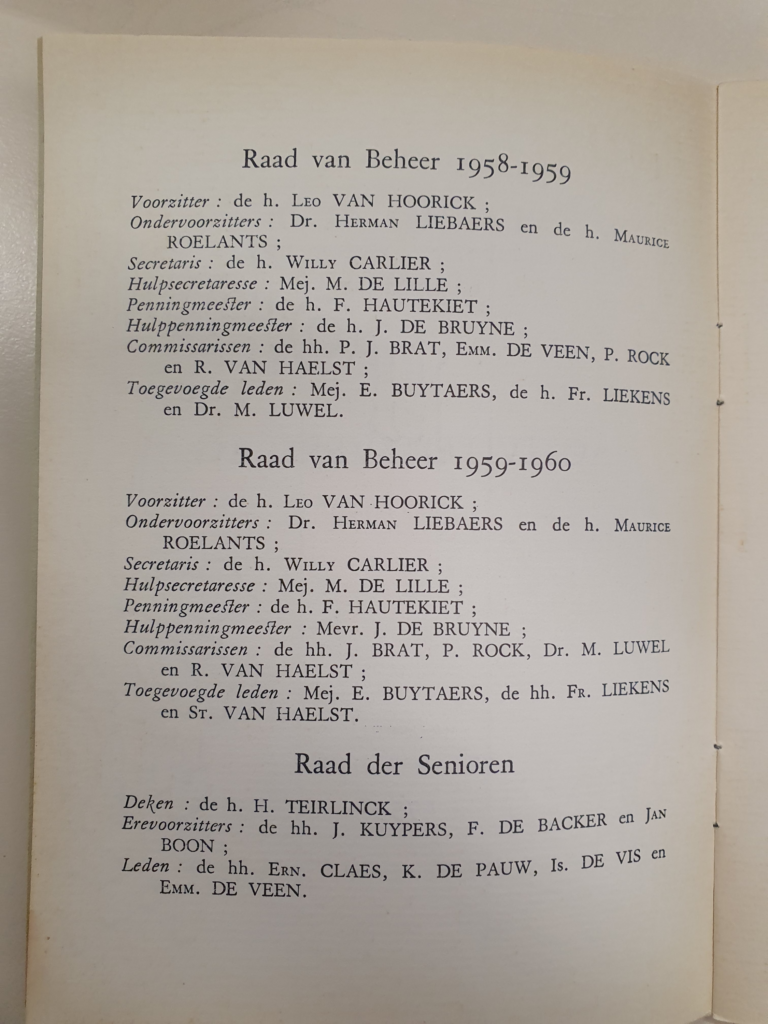 Raad van Beheer 1958-1959
Voorzitter : de h. Leo VAN HOORICK ;
Ondervoorzitters : Dr. Herman LIEBAERS en de h. Maurice
ROELANTS ;
Secretaris : de h. Willy CARLIER ;
Hulpsecretaresse : Mej. M. DE LILLE ;
Penningmeester : de h. F. HAUTEKIET ;
Hulppenningmeester : de h. J. DE BRUYNE ;
Commissarissen : de hh. P. J. BRAT, Emm. DE VEEN, P. ROCK
en R. VAN HAELST ;
Toegevoegde leden : Mej. E. BUYTAERS, de h. Fr. LIEKENS
en Dr. M. LUWEL.
Raad van Beheer 1959-1960
Voorzitter : de h. Leo VAN HOORICK ;
Ondervoorzitters : Dr. Herman LIEBAERS en de h. Maurice
ROELANTS ;
Secretaris : de h. Willy CARLIER ;
Hulpsecretaresse : Mej. M. DE LILLE ;
Penningmeester : de h. F. HAUTEKIET ;
Hulppenningmeester : Mevr. J. DE BRUYNE ;
Commissarissen : de hh. J. BRAT, P. ROCK, Dr. M. LUWEL
en R. VAN HAELST ;
Toegevoegde leden : Mej. E. BUYTAERS, de hh. Fr. LIEKENS
en St. VAN HAELST.
Raad der Senioren
Deken : de h. H. TEIRLINCK ;
Erevoorzitters : de hh. J. KUYPERS, F. DE BACKER en Jan
BOON ;
Leden : de hh. Ern. CLAES, K. DE PAUW, Is. DE VIS en
Emm. DE VEEN.